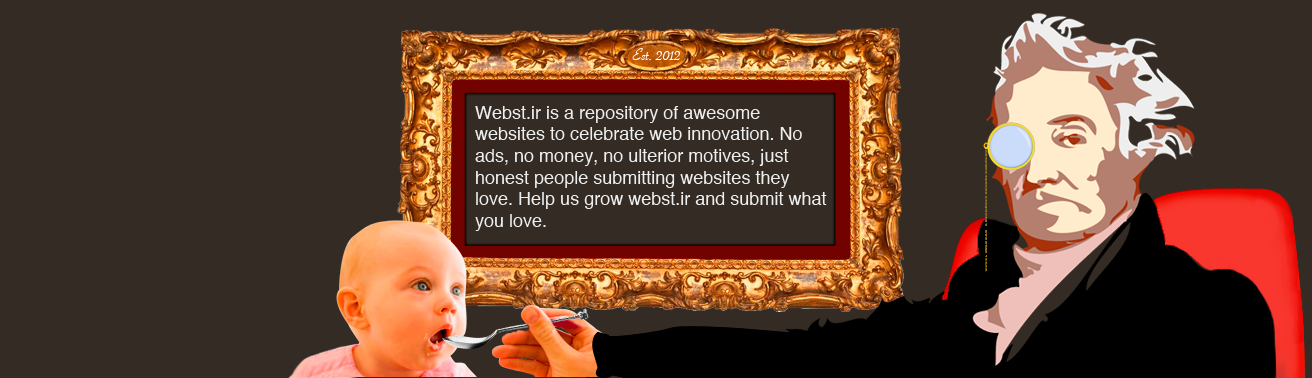 Est. 2012
Webst.ir is a repository of awesome
websites to celebrate web innovation. No
ads, no money, no ulterior motives, just
honest people submitting websites they
love. Help us grow webst.ir and submit what
you love.